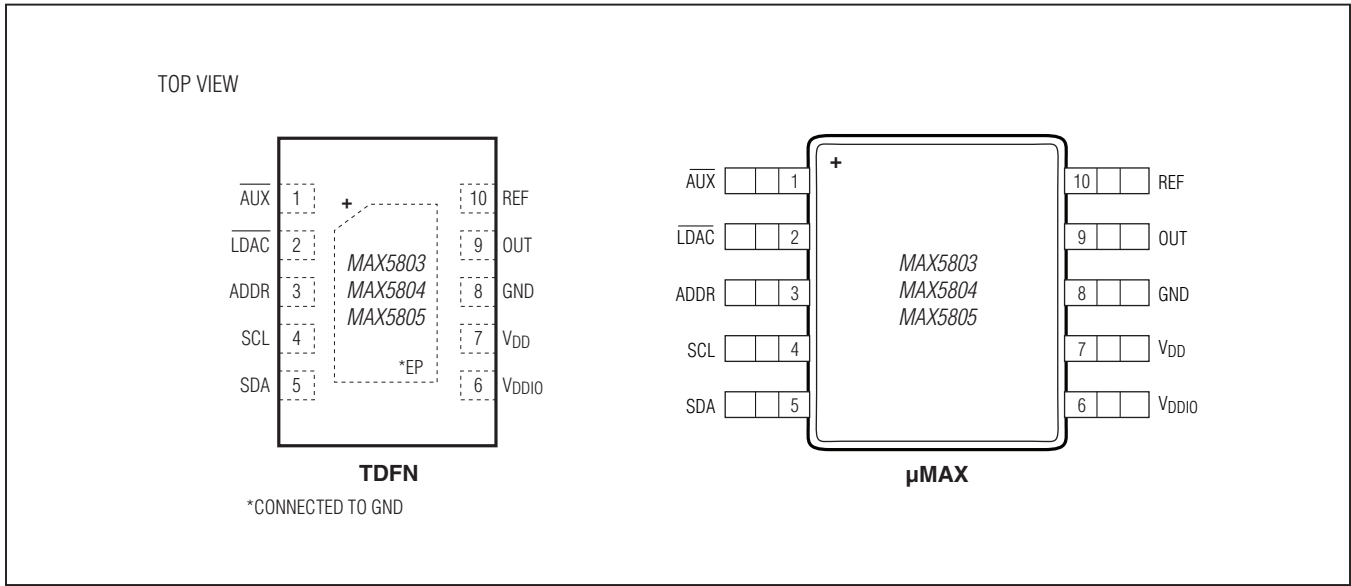 TOP VIEW
AUX 1
LDAC 2
ADDR 3
SCL 4
SDA 5
+
MAX5803
MAX5804
MAX5805
*EP
10 REF
9 OUT
8 GND
7 VDD
6 VDDIO
TDFN
*CONNECTED TO GND
AUX 1
LDAC 2
ADDR 3
SCL 4
SDA 5
+
MAX5803
MAX5804
MAX5805
10 REF
9 OUT
8 GND
7 VDD
6 VDDIO
µMAX